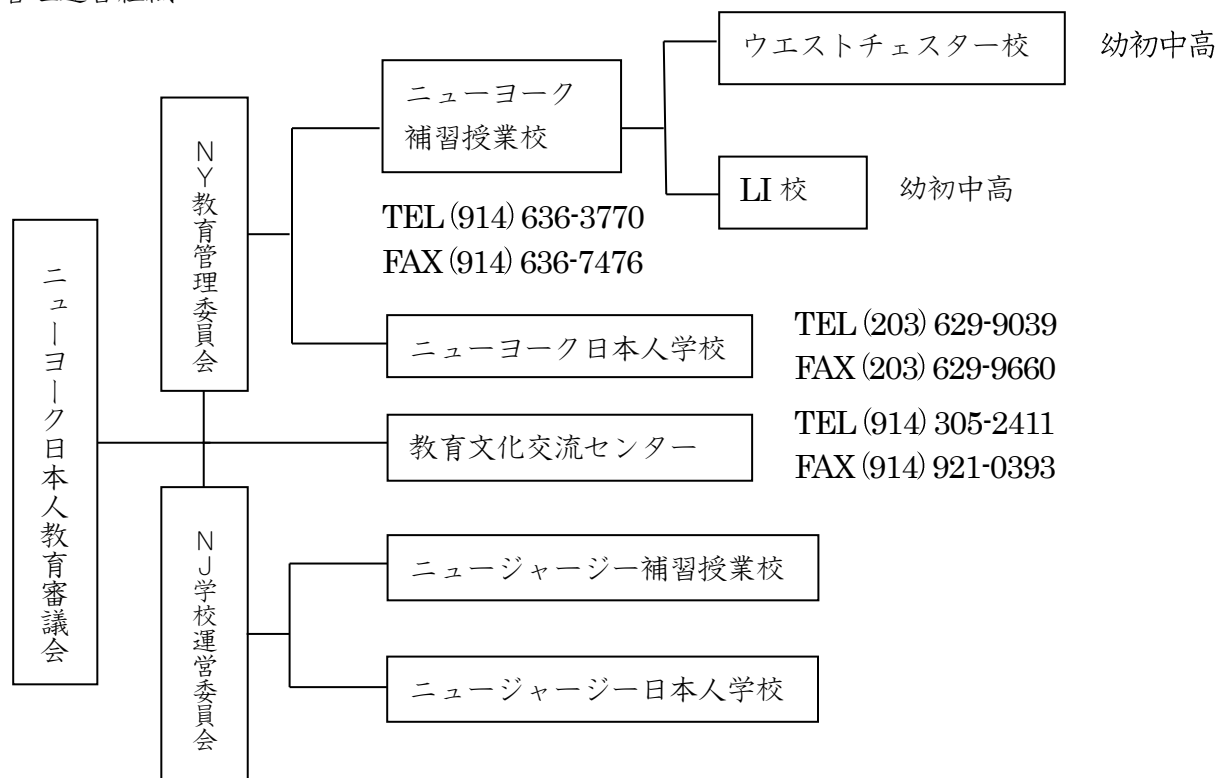 ウエストチェスター校 幼初中高
ニューヨーク
補習授業校
LI 校 幼初中高
TEL (914) 636-3770
FAX (914) 636-7476
NY教育管理委員会
ニューヨーク日本人学校
TEL (203) 629-9039
FAX (203) 629-9660
ニューヨーク日本人教育審議会
教育文化交流センター
TEL (914) 305-2411
FAX (914) 921-0393
NJ学校運営委員会
ニュージャージー補習授業校
ニュージャージー日本人学校